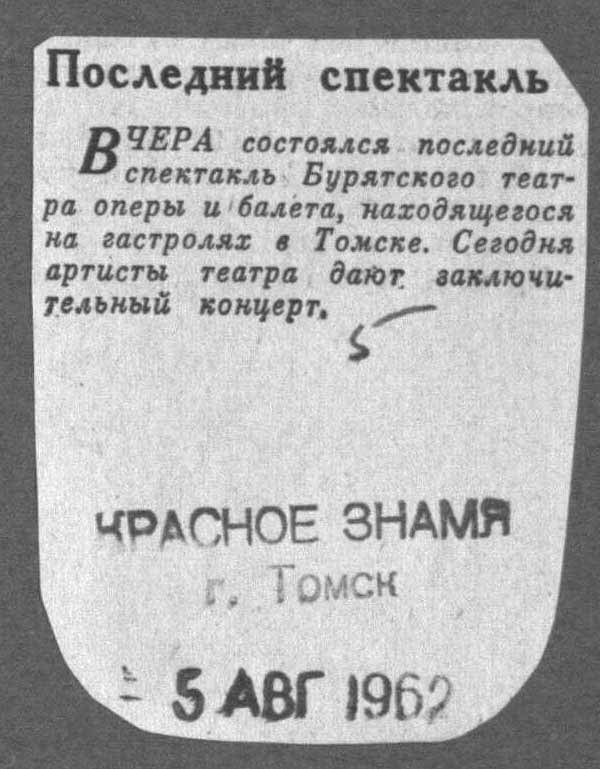 Последний спектакль
ВЧЕРА состоялся последний
спектакль Бурятского теат-
ра оперы и балета, находящегося
на гастролях в Томске. Сегодня
артисты театра дают заключи-
тельный концерт.
5
КРАСНОЕ ЗНАМЯ
г. Томск
- 5 АВГ 1962